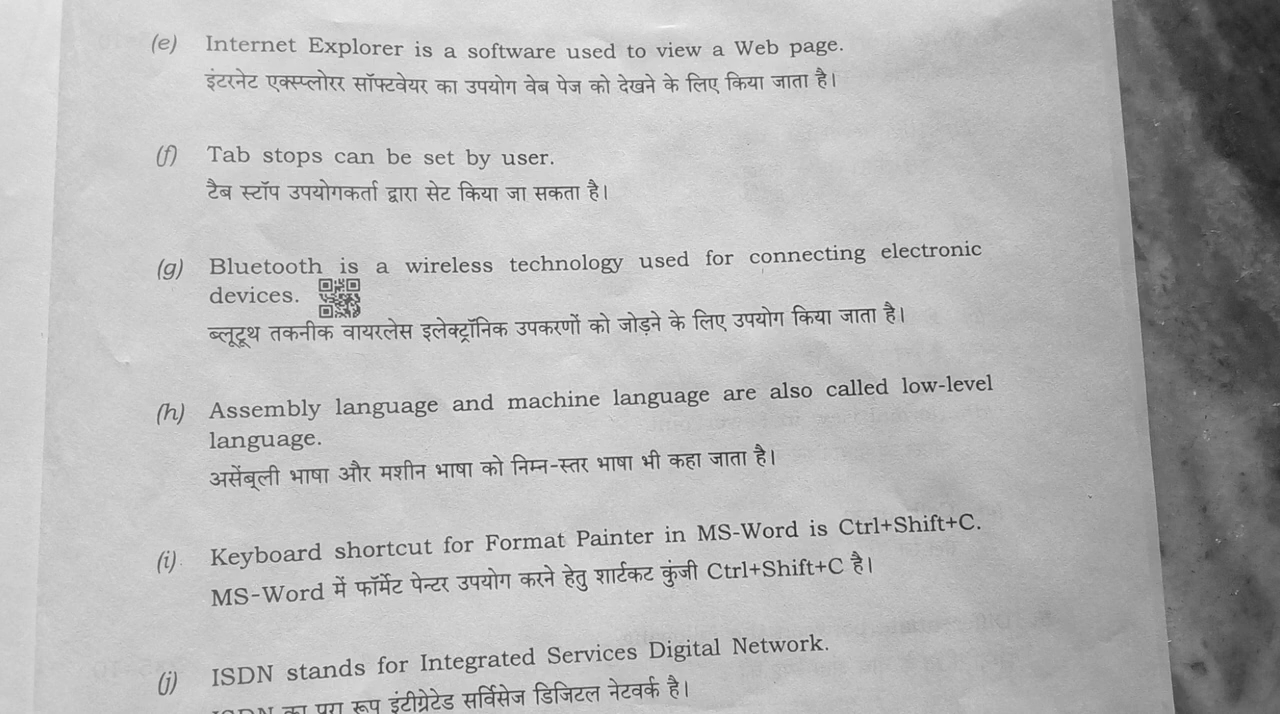 (e) Internet Explorer is a software used to view a Web page.
इंटरनेट एक्स्प्लोरर सॉफ्टवेयर का उपयोग वेब पेज को देखने के लिए किया जाता है।
(f) Tab stops can be set by user.
टैब स्टॉप उपयोगकर्ता द्वारा सेट किया जा सकता है।
(g) Bluetooth is a wireless technology used for connecting electronic
devices.
ब्लूटूथ तकनीक वायरलेस इलेक्ट्रॉनिक उपकरणों को जोड़ने के लिए उपयोग किया जाता है।
(h) Assembly language and machine language are also called low-level
language.
असेंबूली भाषा और मशीन भाषा को निम्न-स्तर भाषा भी कहा जाता है।
(i) Keyboard shortcut for Format Painter in MS-Word is Ctrl+Shift+C.
MS-Word में फॉर्मेट पेन्टर उपयोग करने हेतु शार्टकट कुंजी Ctrl+Shift+C है।
(j) ISDN stands for Integrated Services Digital Network.
ISDN का पूरा रूप इंटीग्रेटेड सर्विसेज डिजिटल नेटवर्क है।